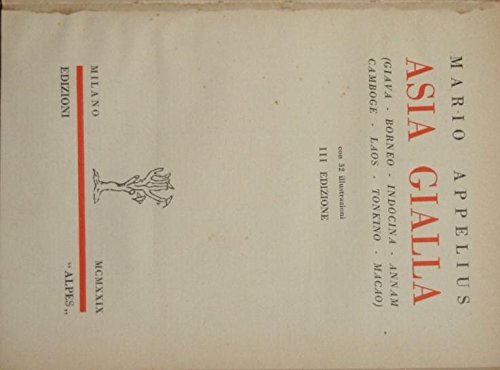 MARIO APPELIUS
ASIA GIALLA
(GIAVA - BORNEO - INDOCINA - ANNAM
CAMBOGE - LAOS - TONKINO - MACAO)
con 32 illustrazioni
III EDIZIONE
MILANO MCMXXIX
EDIZIONI "ALPES„